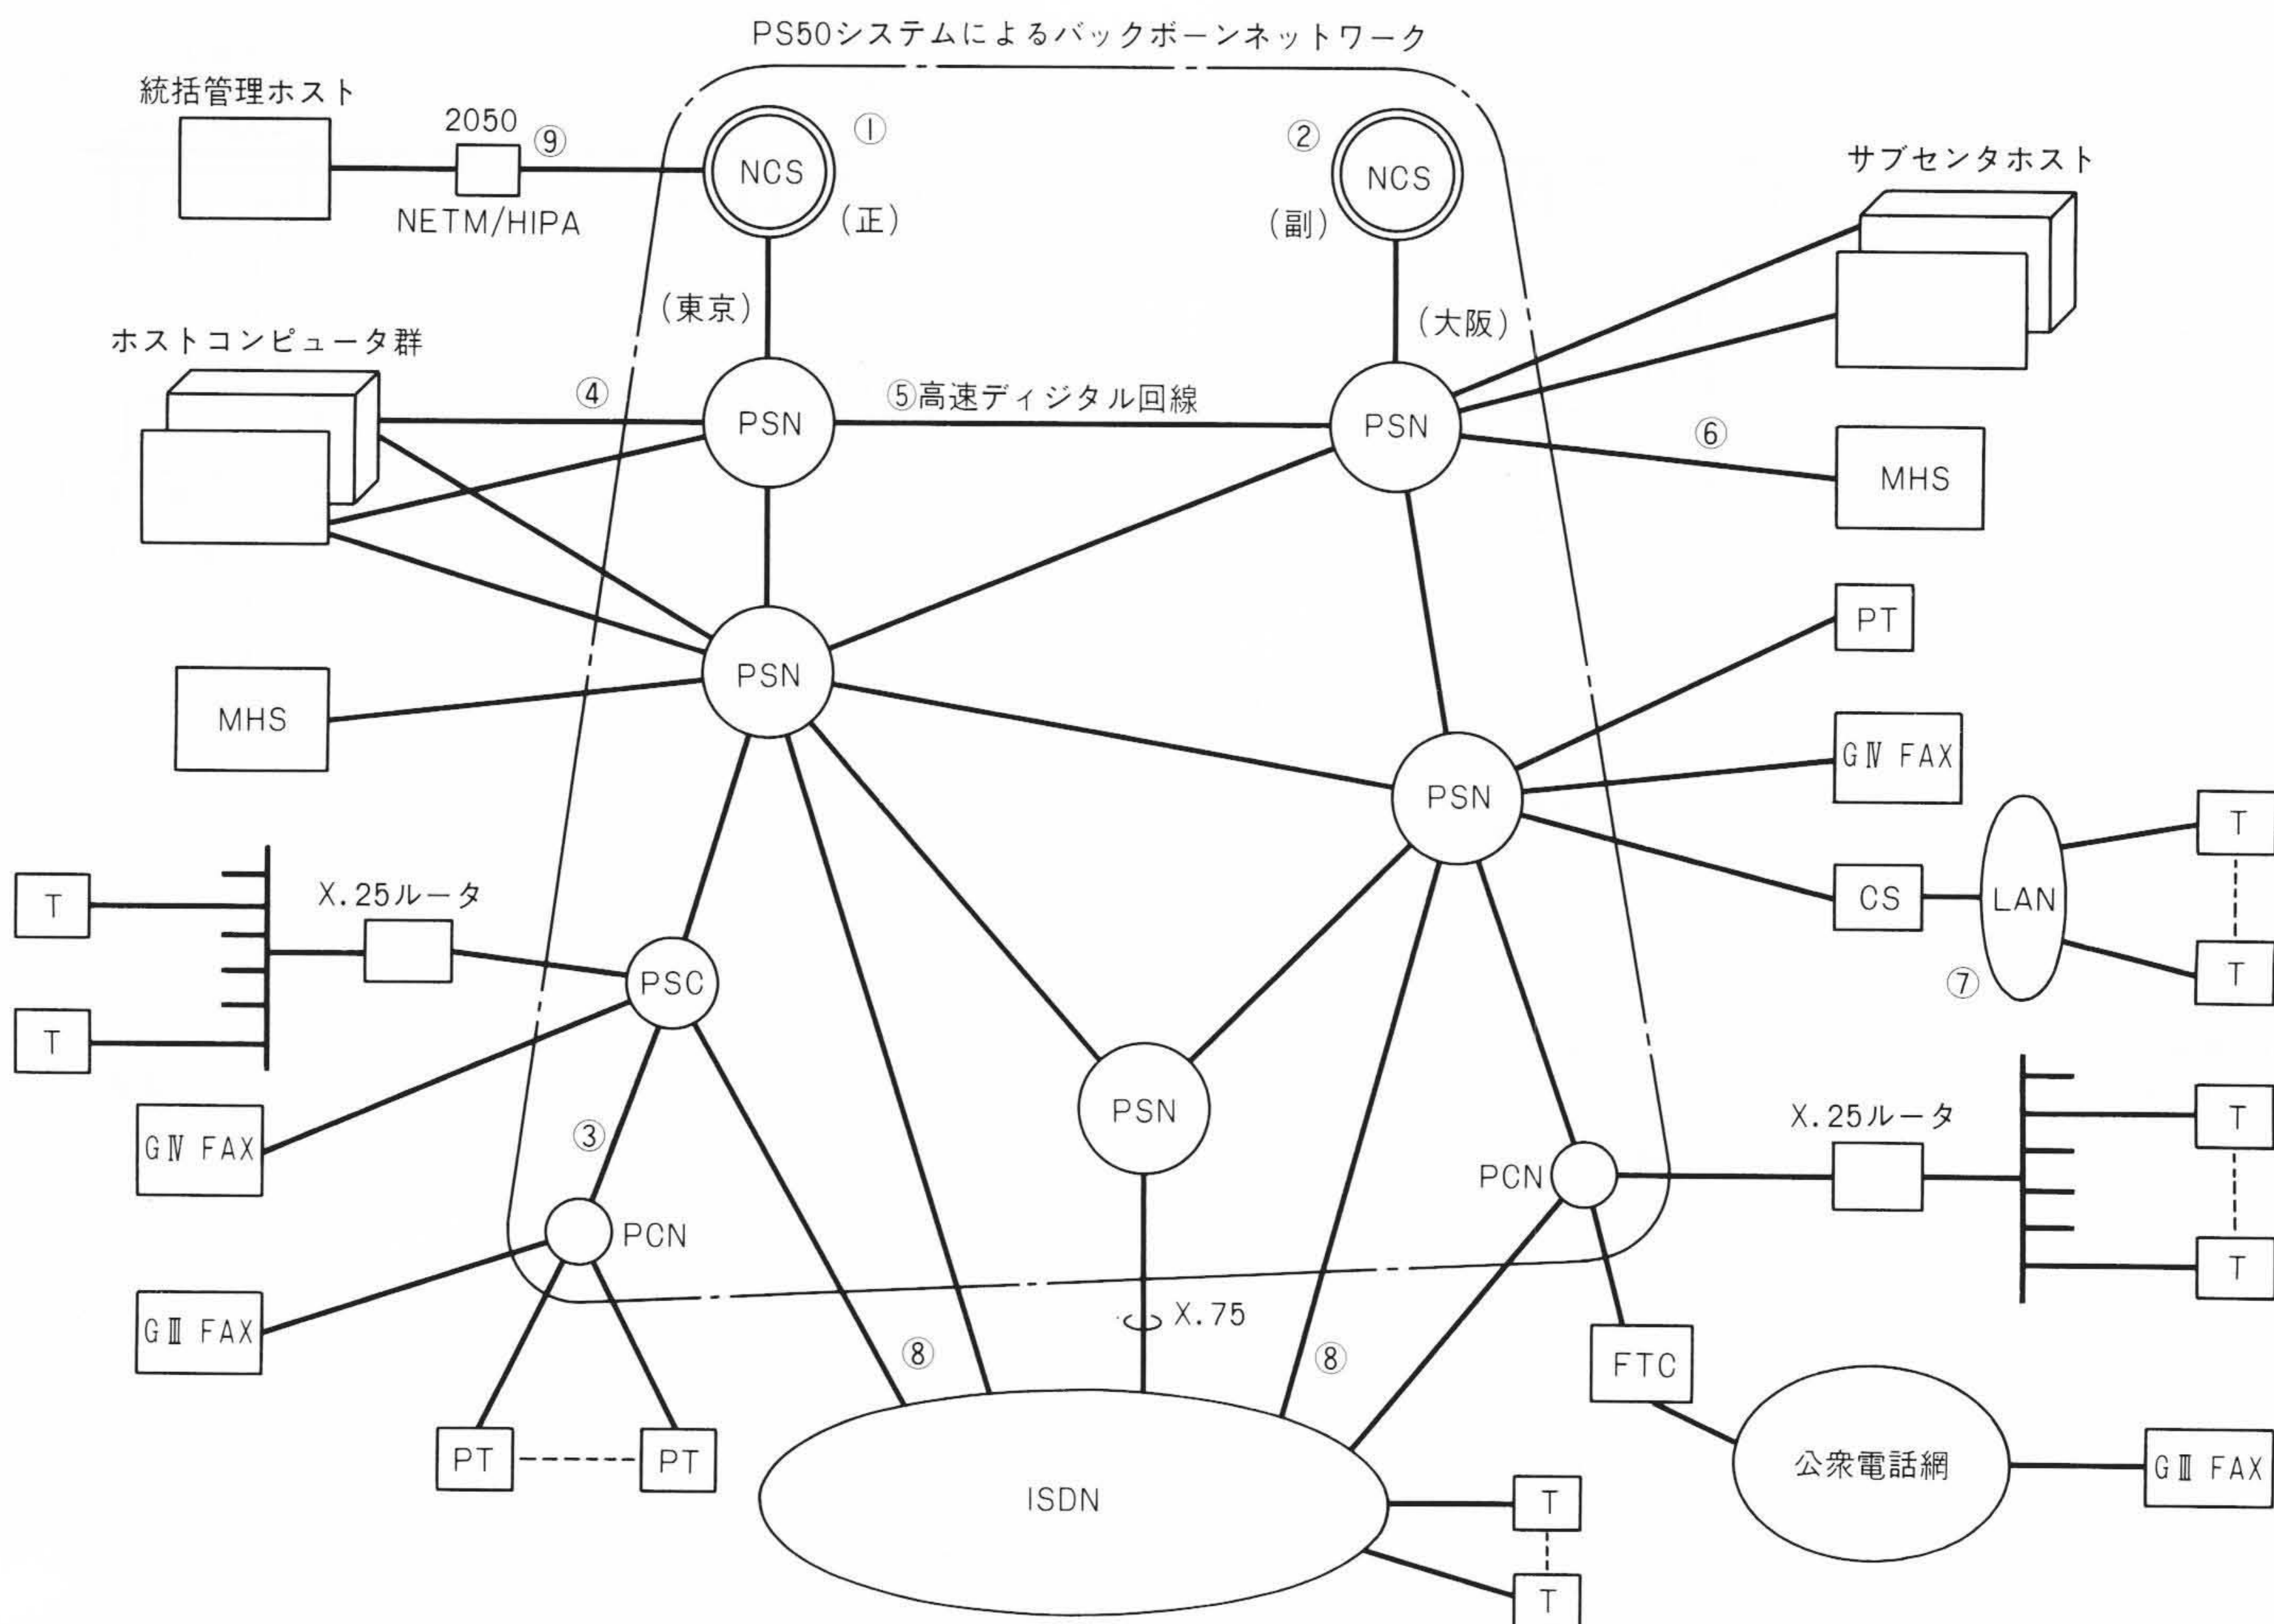 PS50システムによるバックボーンネットワーク
統括管理ホスト
2050
⑨
NETM/HIPA
NCS
①
(正)
②
NCS
(副)
サブセンタホスト
(東京)
(大阪)
ホストコンピュータ群
④
PSN
⑤高速ディジタル回線
PSN
⑥
MHS
PT
PSN
MHS
GⅣ FAX
PSN
T
X.25ルータ
T
CS
LAN
T
⑦
PSC
T
PSN
③
GⅣ FAX
X.25ルータ
T
PCN
PCN
T
GⅢ FAX
X.75
⑧
⑧
FTC
PT
PT
公衆電話網
GⅢ FAX
ISDN
T
T